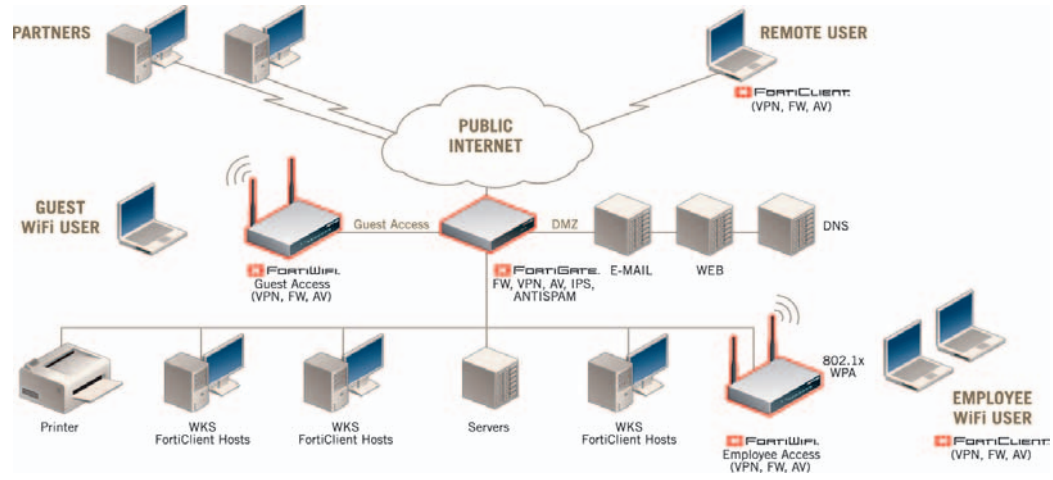 PARTNERS
REMOTE USER
FORTICLIENT.
(VPN, FW, AV)
PUBLIC
INTERNET
GUEST
WiFi USER
Guest Access
DMZ
DNS
FORTIWIFI.
Guest Access
(VPN, FW, AV)
FORTIGATE.
FW, VPN, AV, IPS,
ANTISPAM
E-MAIL
WEB
802.1x
WPA
Printer
WKS
FortiClient Hosts
WKS
FortiClient Hosts
Servers
WKS
FortiClient Hosts
FORTIWIFI.
Employee Access
(VPN, FW, AV)
EMPLOYEE
WiFi USER
FORTICLIENT.
(VPN, FW, AV)